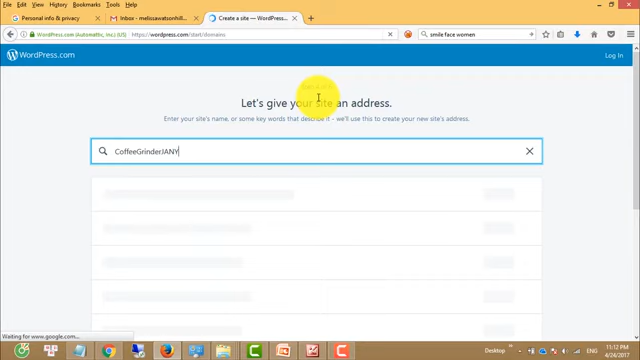 File Edit View History Bookmarks Tools Help
Personal info & privacy
Inbox - melissawatsonhill...
Create a site — WordPress...
WordPress.com (Automattic, Inc.) (US)
https://wordpress.com/start/domains
smile face women
WordPress.com
Log In
Let's give your site an address.
Enter your site's name, or some key words that describe it - we'll use this to create your new site's address.
CoffeeGrinderJANY
Waiting for www.google.com...
Desktop
ENG
11:12 PM
4/24/2017